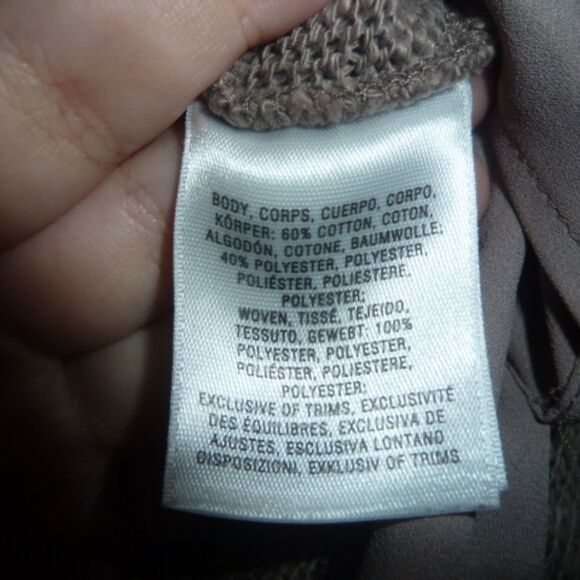 BODY, CORPS, CUERPO, CORPO,
KÖRPER: 60% COTTON, COTON,
ALGODÓN, COTONE, BAUMWOLLE;
40% POLYESTER, POLYESTER,
POLIÉSTER, POLIESTERE,
POLYESTER;
WOVEN, TISSÉ, TEJEIDO,
TESSUTO, GEWEBT: 100%
POLYESTER, POLYESTER,
POLIÉSTER, POLIESTERE,
POLYESTER;
EXCLUSIVE OF TRIMS, EXCLUSIVITÉ
DES ÉQUILIBRES, EXCLUSIVA DE
AJUSTES, ESCLUSIVA LONTANO
DISPOSIZIONI, EXKLUSIV OF TRIMS